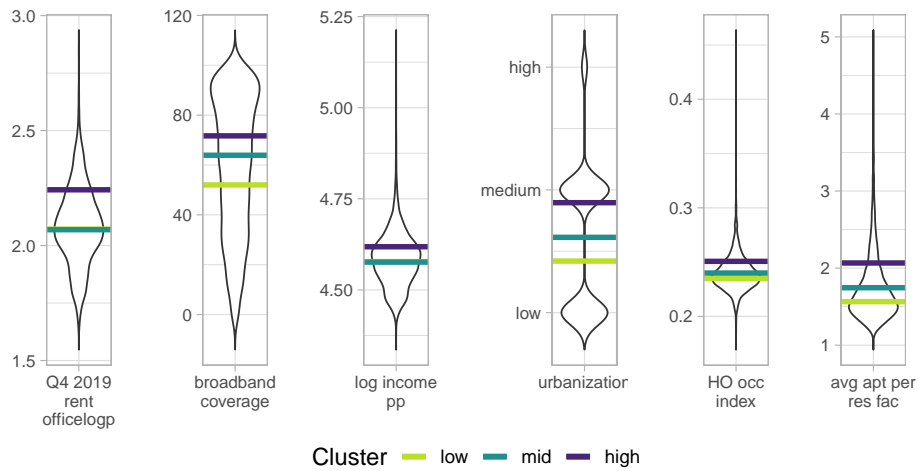 3.0
2.5
2.0
1.5
Q4 2019
rent
officelogp
120
80
40
0
broadband
coverage
5.25
5.00
4.75
4.50
log income
pp
high
medium
low
urbanization
0.4
0.3
0.2
HO occ
index
5
4
3
2
1
avg apt per
res fac
Cluster low mid high